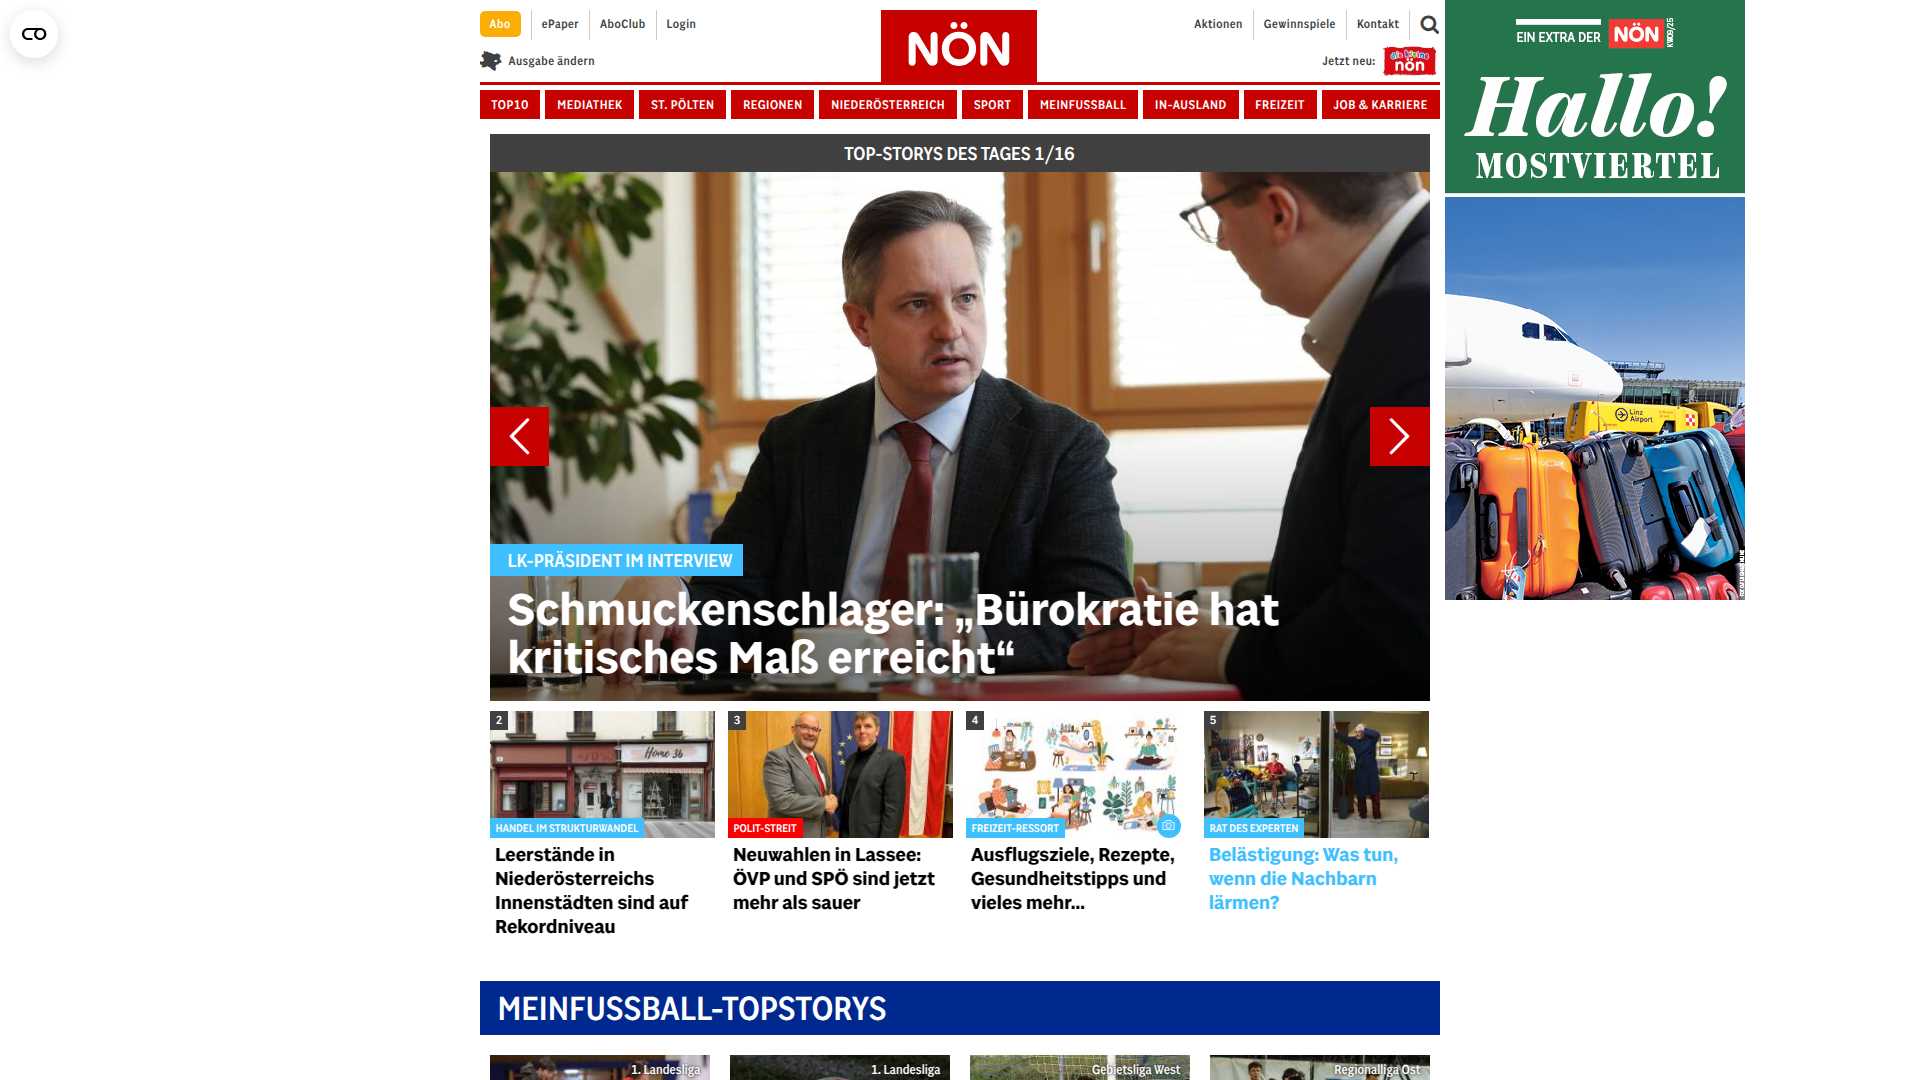 Abo
ePaper
AboClub
Login
NÖN
Aktionen
Gewinnspiele
Kontakt
Ausgabe ändern
Jetzt neu:
die kleine
nön
TOP10
MEDIATHEK
ST. PÖLTEN
REGIONEN
NIEDERÖSTERREICH
SPORT
MEINFUSSBALL
IN-AUSLAND
FREIZEIT
JOB & KARRIERE
EIN EXTRA DER NÖN
KW09/25
Hallo!
MOSTVIERTEL
Linz
Airport
TOP-STORYS DES TAGES 1/16
LK-PRÄSIDENT IM INTERVIEW
Schmuckenschlager: „Bürokratie hat
kritisches Maß erreicht“
2
Home 36
HANDEL IM STRUKTURWANDEL
Leerstände in
Niederösterreichs
Innenstädten sind auf
Rekordniveau
3
POLIT-STREIT
Neuwahlen in Lassee:
ÖVP und SPÖ sind jetzt
mehr als sauer
4
FREIZEIT-RESSORT
Ausflugsziele, Rezepte,
Gesundheitstipps und
vieles mehr...
5
RAT DES EXPERTEN
Belästigung: Was tun,
wenn die Nachbarn
lärmen?
MEINFUSSBALL-TOPSTORYS
1. Landesliga
1. Landesliga
Gebietsliga West
Regionalliga Ost